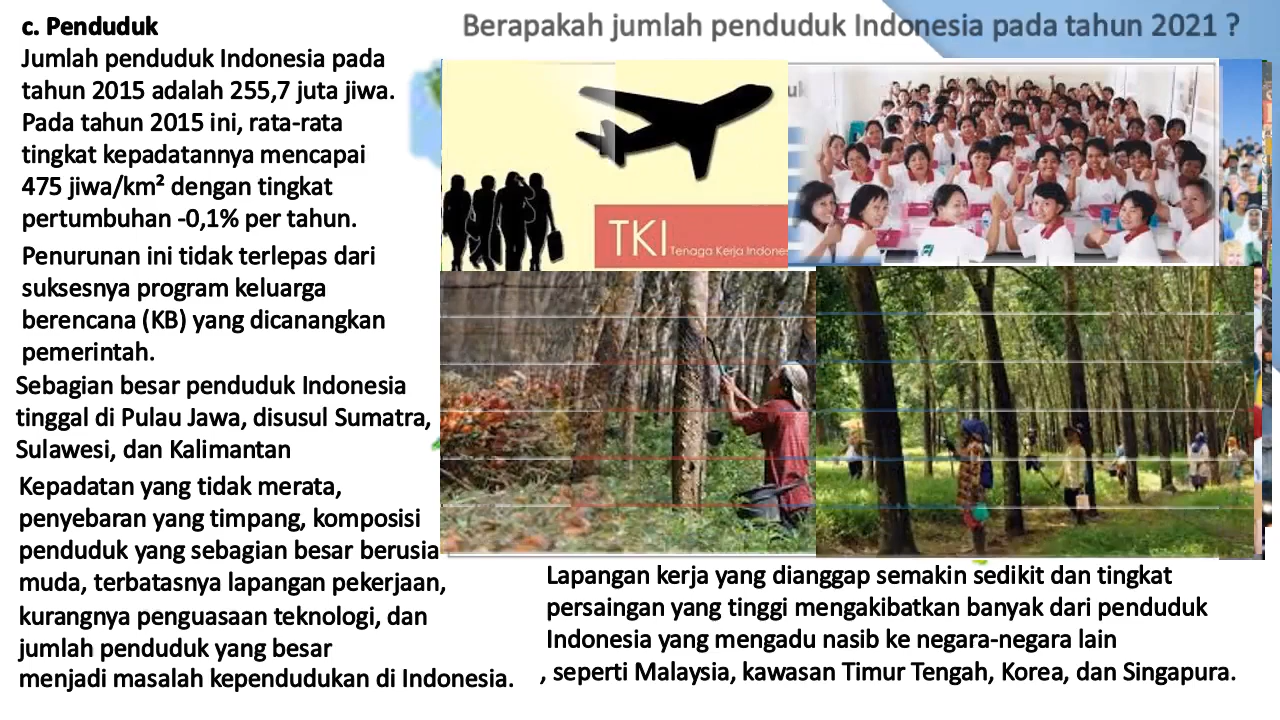 c. Penduduk
Jumlah penduduk Indonesia pada
tahun 2015 adalah 255,7 juta jiwa.
Pada tahun 2015 ini, rata-rata
tingkat kepadatannya mencapai
475 jiwa/km² dengan tingkat
pertumbuhan -0,1% per tahun.
Penurunan ini tidak terlepas dari
suksesnya program keluarga
berencana (KB) yang dicanangkan
pemerintah.
Sebagian besar penduduk Indonesia
tinggal di Pulau Jawa, disusul Sumatra,
Sulawesi, dan Kalimantan
Kepadatan yang tidak merata,
penyebaran yang timpang, komposisi
penduduk yang sebagian besar berusia
muda, terbatasnya lapangan pekerjaan,
kurangnya penguasaan teknologi, dan
jumlah penduduk yang besar
menjadi masalah kependudukan di Indonesia.
Berapakah jumlah penduduk Indonesia pada tahun 2021 ?
TKI
Tenaga Kerja Indones
Lapangan kerja yang dianggap semakin sedikit dan tingkat
persaingan yang tinggi mengakibatkan banyak dari penduduk
Indonesia yang mengadu nasib ke negara-negara lain
, seperti Malaysia, kawasan Timur Tengah, Korea, dan Singapura.